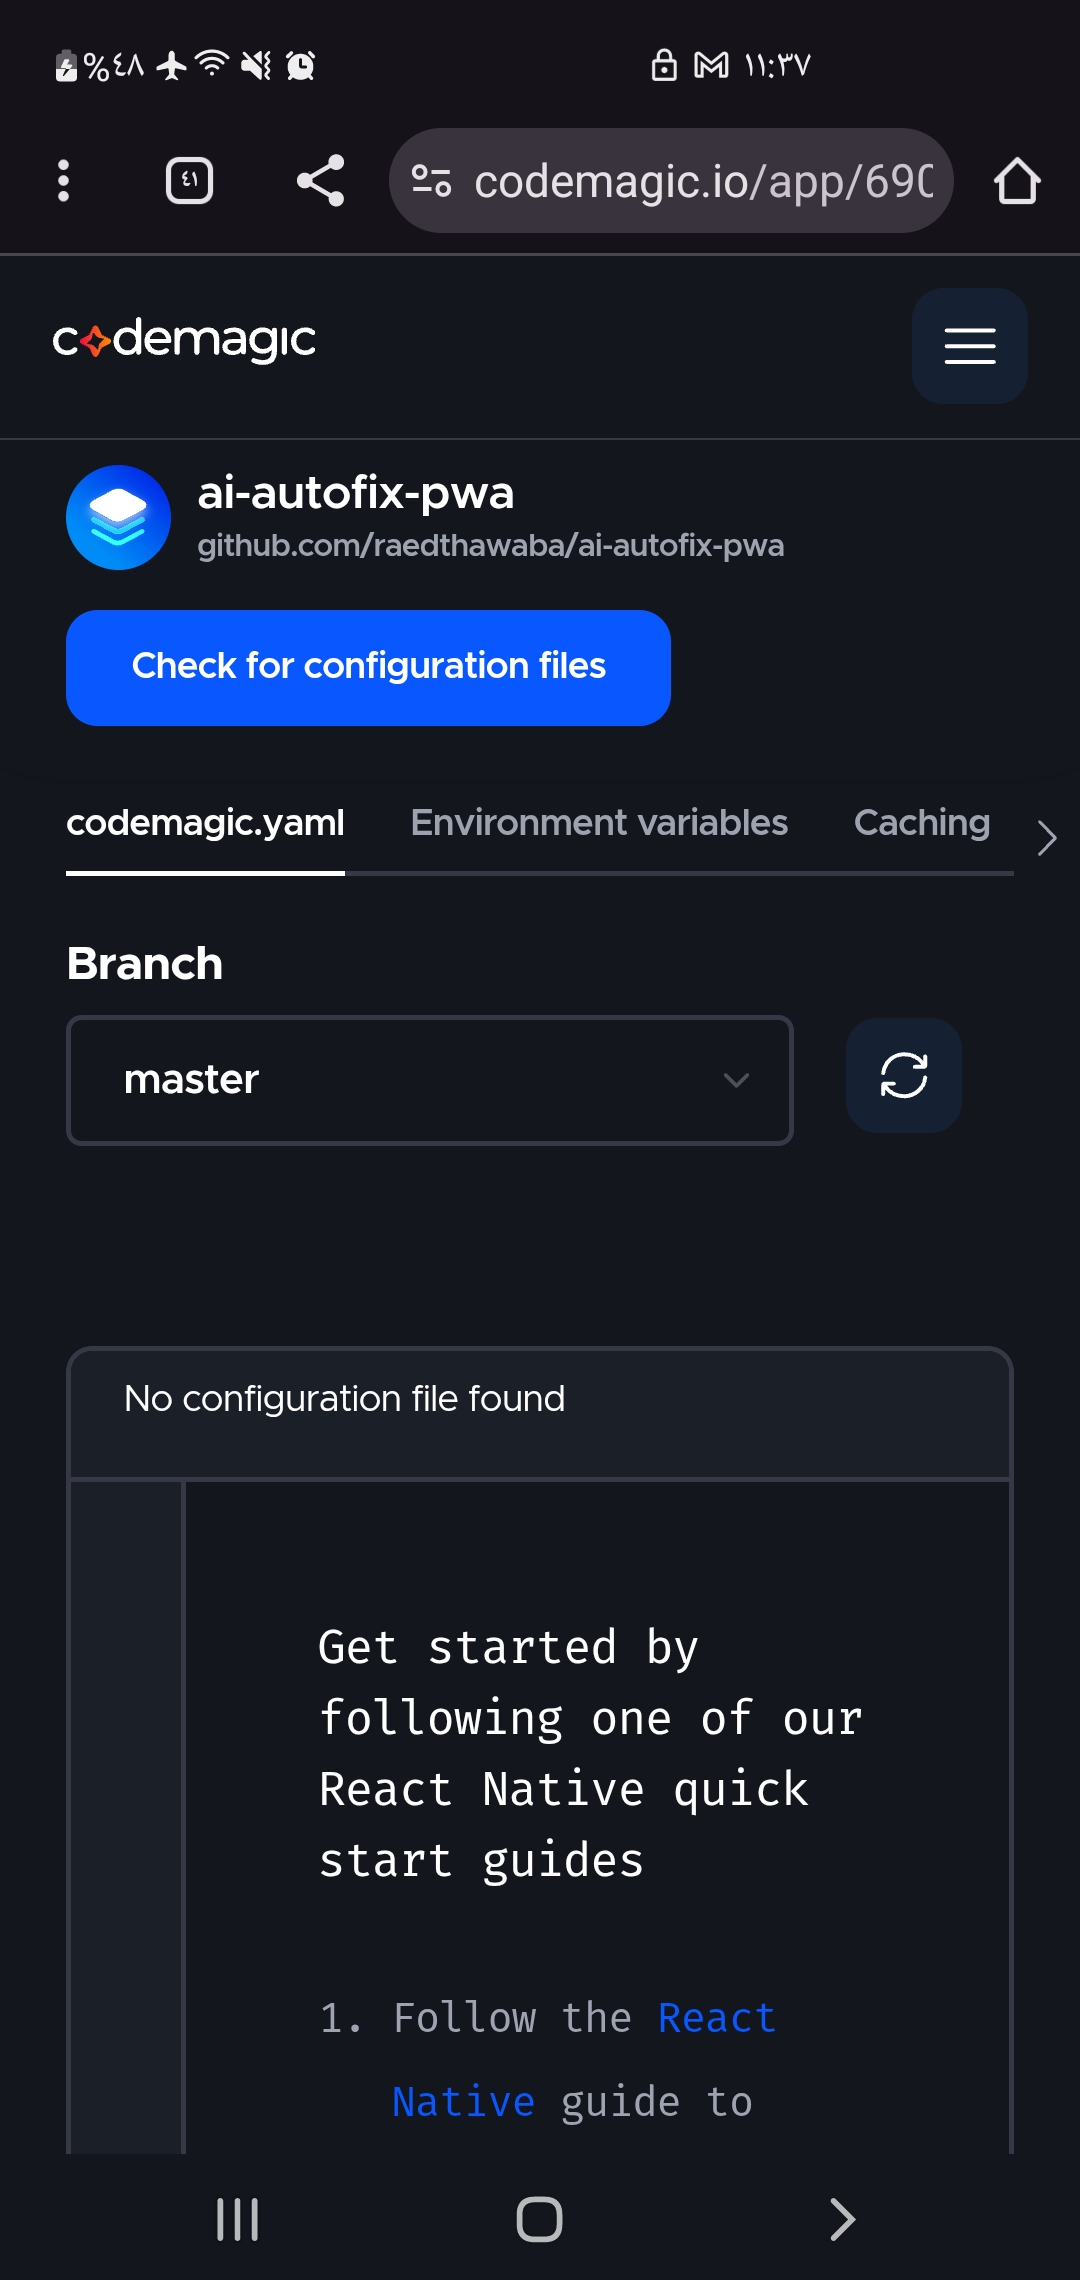 %٤٨
١١:٣٧
٤١
codemagic.io/app/690
codemagic
ai-autofix-pwa
github.com/raedthawaba/ai-autofix-pwa
Check for configuration files
codemagic.yaml Environment variables Caching
Branch
master
No configuration file found
Get started by
following one of our
React Native quick
start guides
1. Follow the React
Native guide to